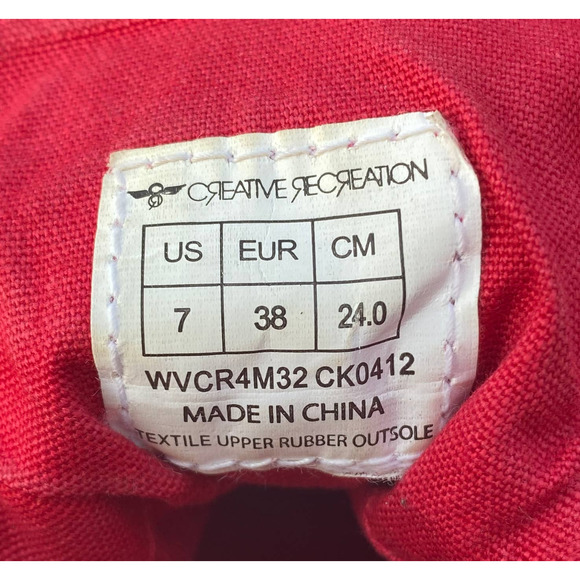 CREATIVE RECREATION
US EUR CM
7 38 24.0
WVCR4M32 CK0412
MADE IN CHINA
TEXTILE UPPER RUBBER OUTSOLE